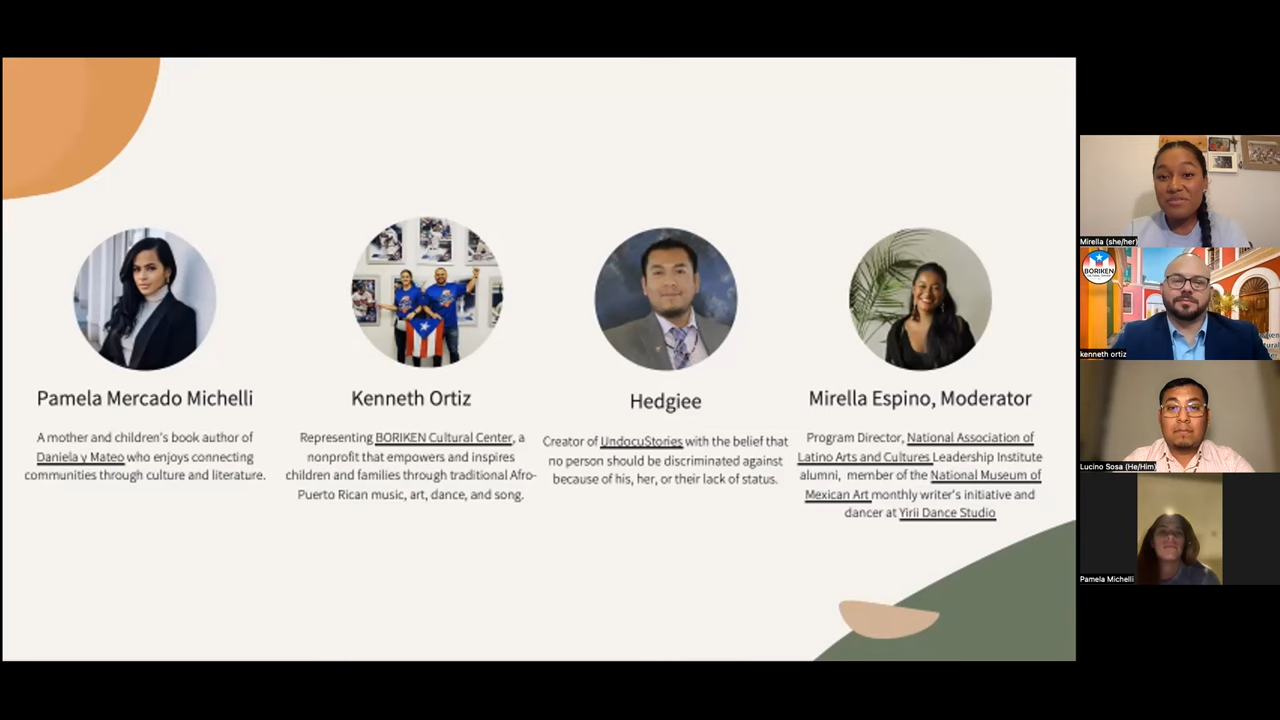 Pamela Mercado Michelli
A mother and children's book author of
Daniela y Mateo who enjoys connecting
communities through culture and literature.
Kenneth Ortiz
Representing BORIKEN Cultural Center, a
nonprofit that empowers and inspires
children and families through traditional Afro-
Puerto Rican music, art, dance, and song.
Hedgiee
Creator of UndocuStories with the belief that
no person should be discriminated against
because of his, her, or their lack of status.
Mirella Espino, Moderator
Program Director, National Association of
Latino Arts and Cultures Leadership Institute
alumni, member of the National Museum of
Mexican Art monthly writer's initiative and
dancer at Yirii Dance Studio
Mirella (she/her)
BORIKEN
kenneth ortiz
Lucino Sosa (He/Him)
Pamela Michelli